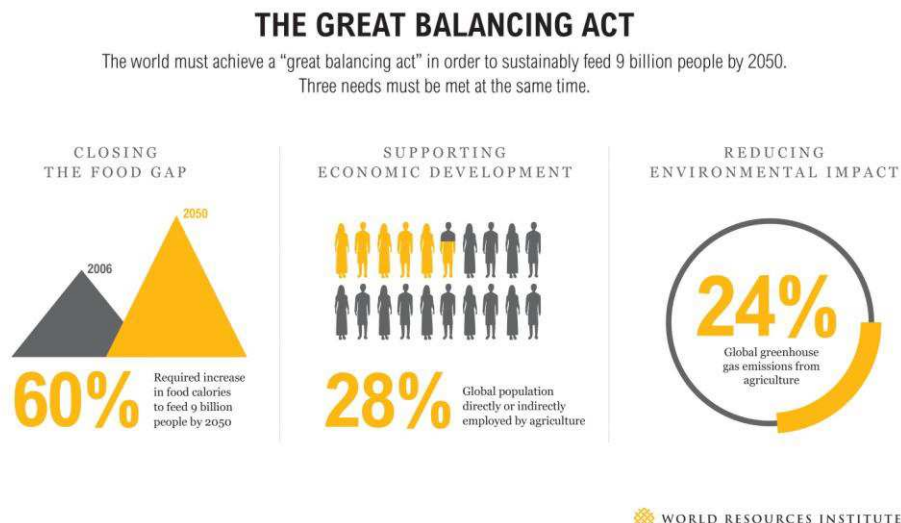 THE GREAT BALANCING ACT
The world must achieve a “great balancing act” in order to sustainably feed 9 billion people by 2050.
Three needs must be met at the same time.
CLOSING
THE FOOD GAP
2050
2006
60%
Required increase
in food calories
to feed 9 billion
people by 2050
SUPPORTING
ECONOMIC DEVELOPMENT
28%
Global population
directly or indirectly
employed by agriculture
REDUCING
ENVIRONMENTAL IMPACT
24%
Global greenhouse
gas emissions from
agriculture
WORLD RESOURCES INSTITUTE